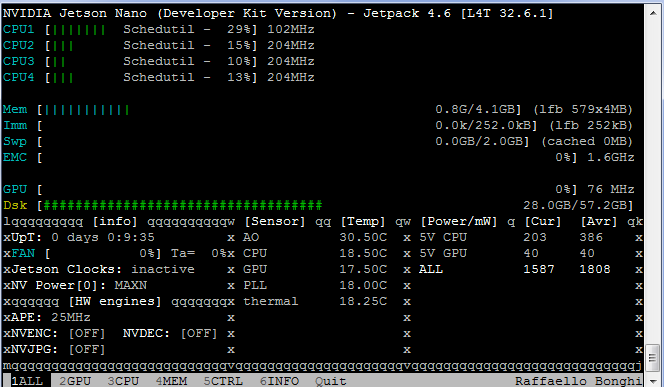 NVIDIA Jetson Nano (Developer Kit Version) - Jetpack 4.6 [L4T 32.6.1]
CPU1 [||||||| Schedutil - 29%] 102MHz
CPU2 [||| Schedutil - 15%] 204MHz
CPU3 [|| Schedutil - 10%] 204MHz
CPU4 [||| Schedutil - 13%] 204MHz
Mem [||||||||||| 0.8G/4.1GB] (lfb 579x4MB)
Imm [ 0.0k/252.0kB] (lfb 252kB)
Swp [ 0.0GB/2.0GB] (cached 0MB)
EMC [ 0%] 1.6GHz
GPU [ 0%] 76 MHz
Dsk [################################### 28.0GB/57.2GB]
lqqqqqqqqq [info] qqqqqqqqqqw [Sensor] qq [Temp] qw [Power/mW] q [Cur] [Avr] qk
xUpT: 0 days 0:9:35 x AO 30.50C x 5V CPU 203 386 x
xFAN [ 0%] Ta= 0%x CPU 18.50C x 5V GPU 40 40 x
xJetson Clocks: inactive x GPU 17.50C x ALL 1587 1808 x
xNV Power[0]: MAXN x PLL 18.00C x x
xqqqqqq [HW engines] qqqqqqqx thermal 18.25C x x
xAPE: 25MHz x x x
xNVENC: [OFF] NVDEC: [OFF] x x x
xNVJPG: [OFF] x x x
mqqqqqqqqqqqqqqqqqqqqqqqqqqqvqqqqqqqqqqqqqqqqqqqqqvqqqqqqqqqqqqqqqqqqqqqqqqqqqqj
1ALL 2GPU 3CPU 4MEM 5CTRL 6INFO Quit Raffaello Bonghi